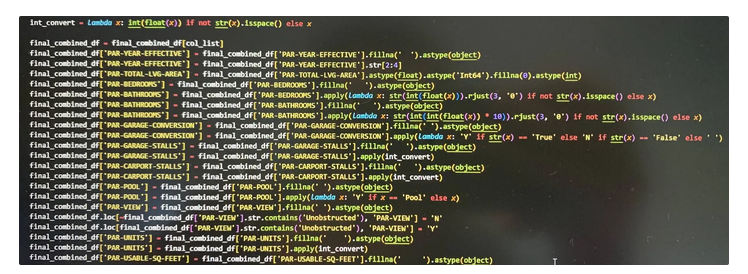 int_convert = lambda x: int(float(x)) if not str(x).isspace() else x
final_combined_df = final_combined_df[col_list]
final_combined_df['PAR-YEAR-EFFECTIVE'] = final_combined_df['PAR-YEAR-EFFECTIVE'].fillna('  ').astype(object)
final_combined_df['PAR-YEAR-EFFECTIVE'] = final_combined_df['PAR-YEAR-EFFECTIVE'].str[2:4]
final_combined_df['PAR-TOTAL-LVG-AREA'] = final_combined_df['PAR-TOTAL-LVG-AREA'].astype(float).astype('Int64').fillna(0).astype(int)
final_combined_df['PAR-BEDROOMS'] = final_combined_df['PAR-BEDROOMS'].fillna('   ').astype(object)
final_combined_df['PAR-BEDROOMS'] = final_combined_df['PAR-BEDROOMS'].apply(lambda x: str(int(float(x))).rjust(3, '0') if not str(x).isspace() else x)
final_combined_df['PAR-BATHROOMS'] = final_combined_df['PAR-BATHROOMS'].fillna('   ').astype(object)
final_combined_df['PAR-BATHROOMS'] = final_combined_df['PAR-BATHROOMS'].apply(lambda x: str(int(int(float(x)) * 10)).rjust(3, '0') if not str(x).isspace() else x)
final_combined_df['PAR-GARAGE-CONVERSION'] = final_combined_df['PAR-GARAGE-CONVERSION'].fillna(' ').astype(object)
final_combined_df['PAR-GARAGE-CONVERSION'] = final_combined_df['PAR-GARAGE-CONVERSION'].apply(lambda x: 'Y' if str(x) == 'True' else 'N' if str(x) == 'False' else ' ')
final_combined_df['PAR-GARAGE-STALLS'] = final_combined_df['PAR-GARAGE-STALLS'].fillna('   ').astype(object)
final_combined_df['PAR-GARAGE-STALLS'] = final_combined_df['PAR-GARAGE-STALLS'].apply(int_convert)
final_combined_df['PAR-CARPORT-STALLS'] = final_combined_df['PAR-CARPORT-STALLS'].fillna('   ').astype(object)
final_combined_df['PAR-CARPORT-STALLS'] = final_combined_df['PAR-CARPORT-STALLS'].apply(int_convert)
final_combined_df['PAR-POOL'] = final_combined_df['PAR-POOL'].fillna(' ').astype(object)
final_combined_df['PAR-POOL'] = final_combined_df['PAR-POOL'].apply(lambda x: 'Y' if x == 'Pool' else x)
final_combined_df['PAR-VIEW'] = final_combined_df['PAR-VIEW'].fillna(' ').astype(object)
final_combined_df.loc[~final_combined_df['PAR-VIEW'].str.contains('Unobstructed'), 'PAR-VIEW'] = 'N'
final_combined_df.loc[final_combined_df['PAR-VIEW'].str.contains('Unobstructed'), 'PAR-VIEW'] = 'Y'
final_combined_df['PAR-UNITS'] = final_combined_df['PAR-UNITS'].fillna('    ').astype(object)
final_combined_df['PAR-UNITS'] = final_combined_df['PAR-UNITS'].apply(int_convert)
final_combined_df['PAR-USABLE-SQ-FEET'] = final_combined_df['PAR-USABLE-SQ-FEET'].fillna('    ').astype(object)